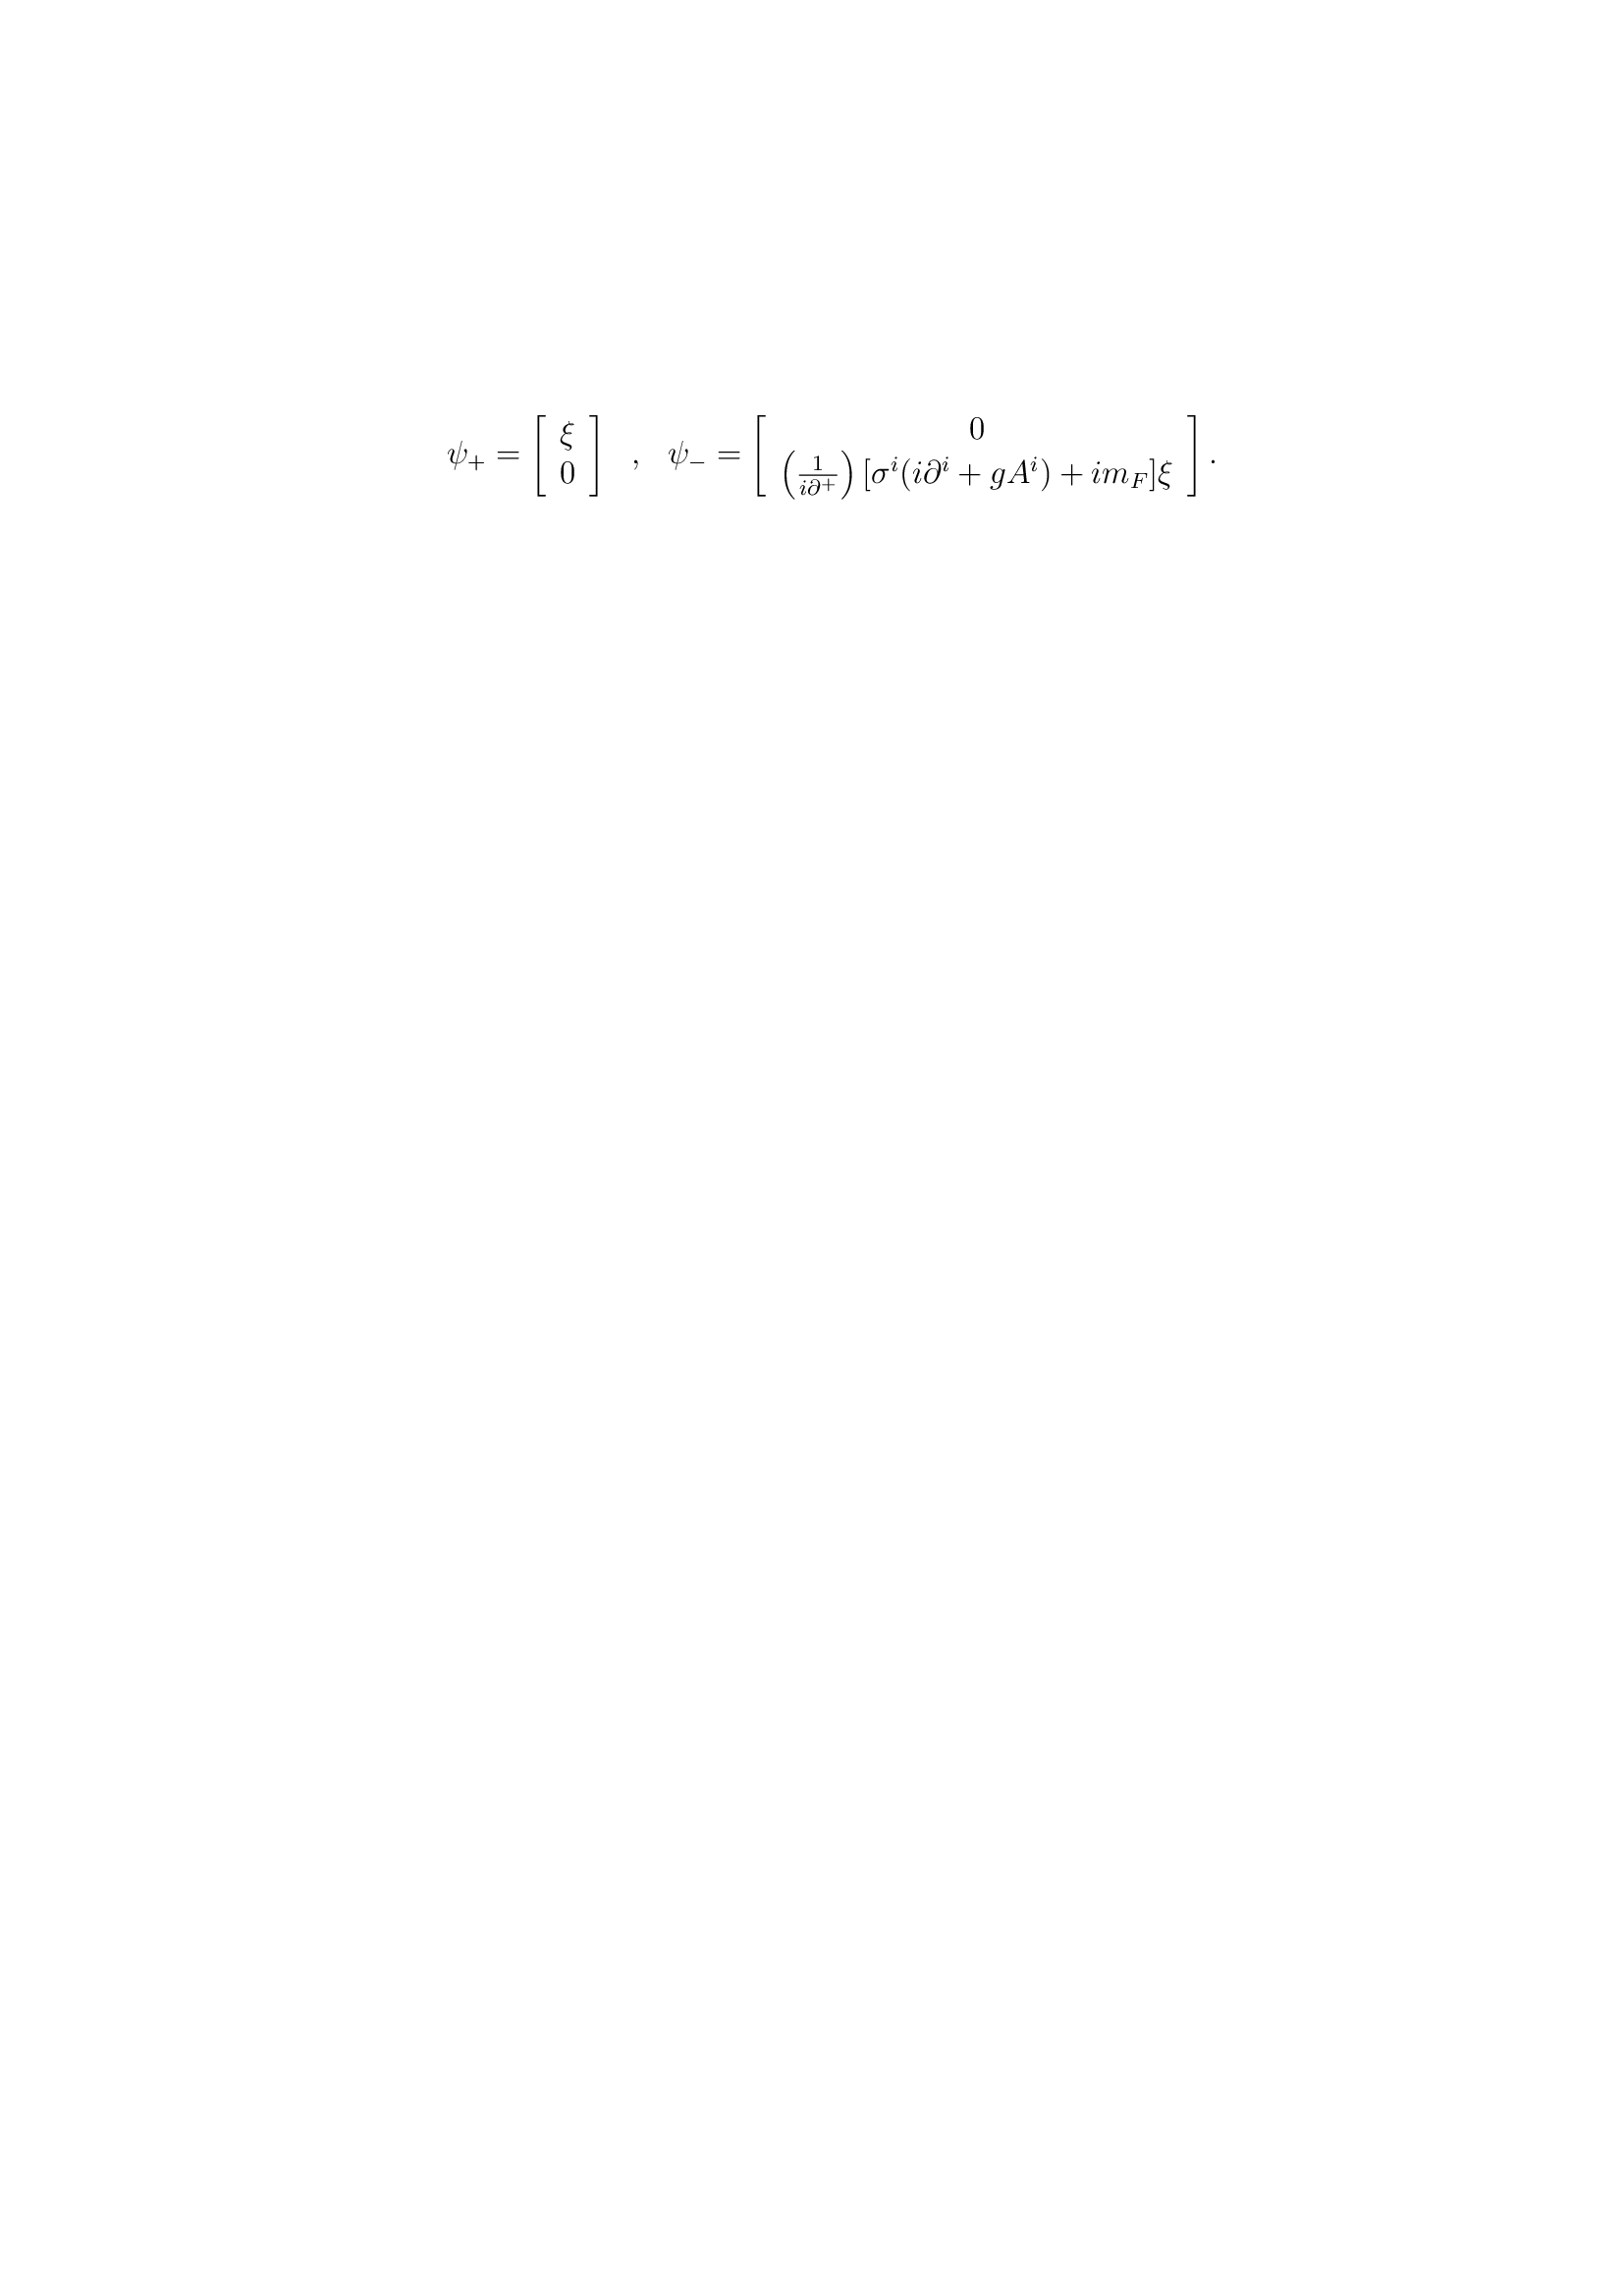 \psi_+ = \left[ \begin{array}{c} \xi \\ 0 \end{array} \right] \quad , \quad \psi_- = \left[ \begin{array}{c} 0 \\ \left( \frac{1}{i\partial^+} \right) [\sigma^i (i\partial^i + gA^i) + im_F]\xi \end{array} \right] .